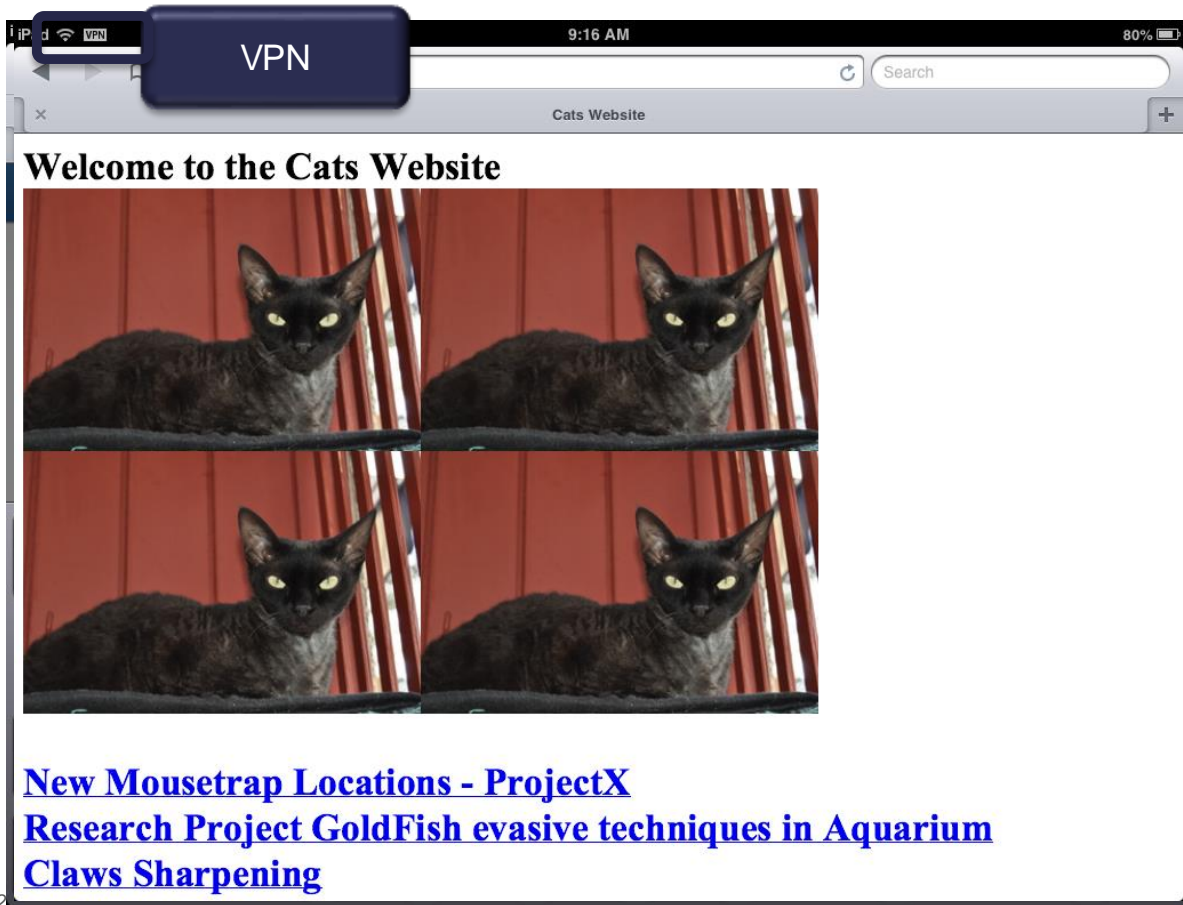 VPN
9:16 AM
80%
Search
Cats Website
Welcome to the Cats Website
New Mousetrap Locations - ProjectX
Research Project GoldFish evasive techniques in Aquarium
Claws Sharpening
VPN